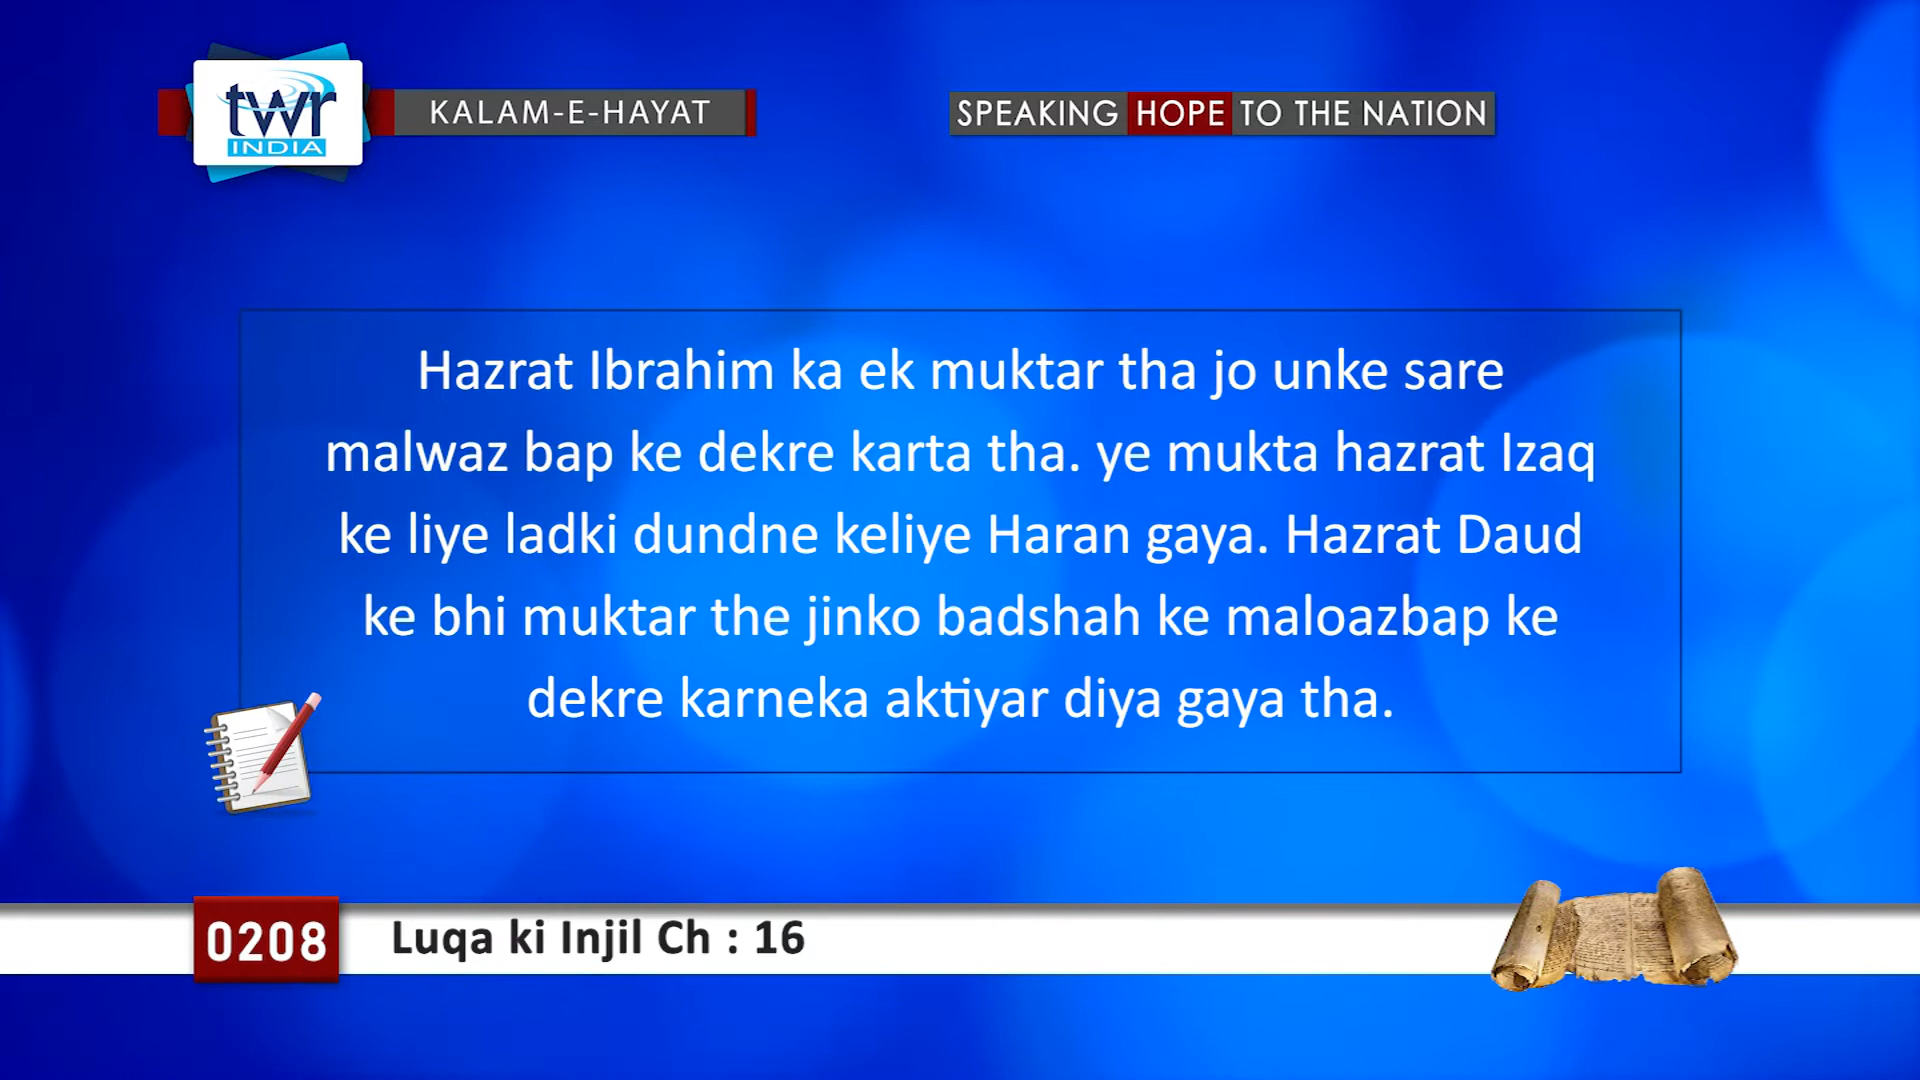 twr
INDIA
KALAM-E-HAYAT
SPEAKING HOPE TO THE NATION
Hazrat Ibrahim ka ek muktar tha jo unke sare
malwaz bap ke dekre karta tha. ye mukta hazrat Izaq
ke liye ladki dundne keliye Haran gaya. Hazrat Daud
ke bhi muktar the jinko badshah ke maloazbap ke
dekre karneka aktiyar diya gaya tha.
0208
Luqa ki Injil Ch : 16